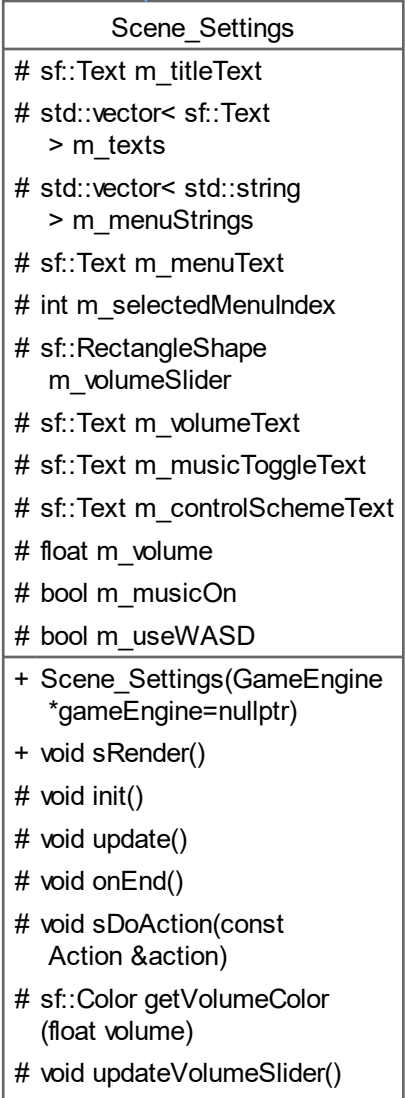 Scene_Settings
# sf::Text m_titleText
# std::vector< sf::Text
> m_texts
# std::vector< std::string
> m_menuStrings
# sf::Text m_menuText
# int m_selectedMenuIndex
# sf::RectangleShape
m_volumeSlider
# sf::Text m_volumeText
# sf::Text m_musicToggleText
# sf::Text m_controlSchemeText
# float m_volume
# bool m_musicOn
# bool m_useWASD
+ Scene_Settings(GameEngine
*gameEngine=nullptr)
+ void sRender()
# void init()
# void update()
# void onEnd()
# void sDoAction(const
Action &action)
# sf::Color getVolumeColor
(float volume)
# void updateVolumeSlider()